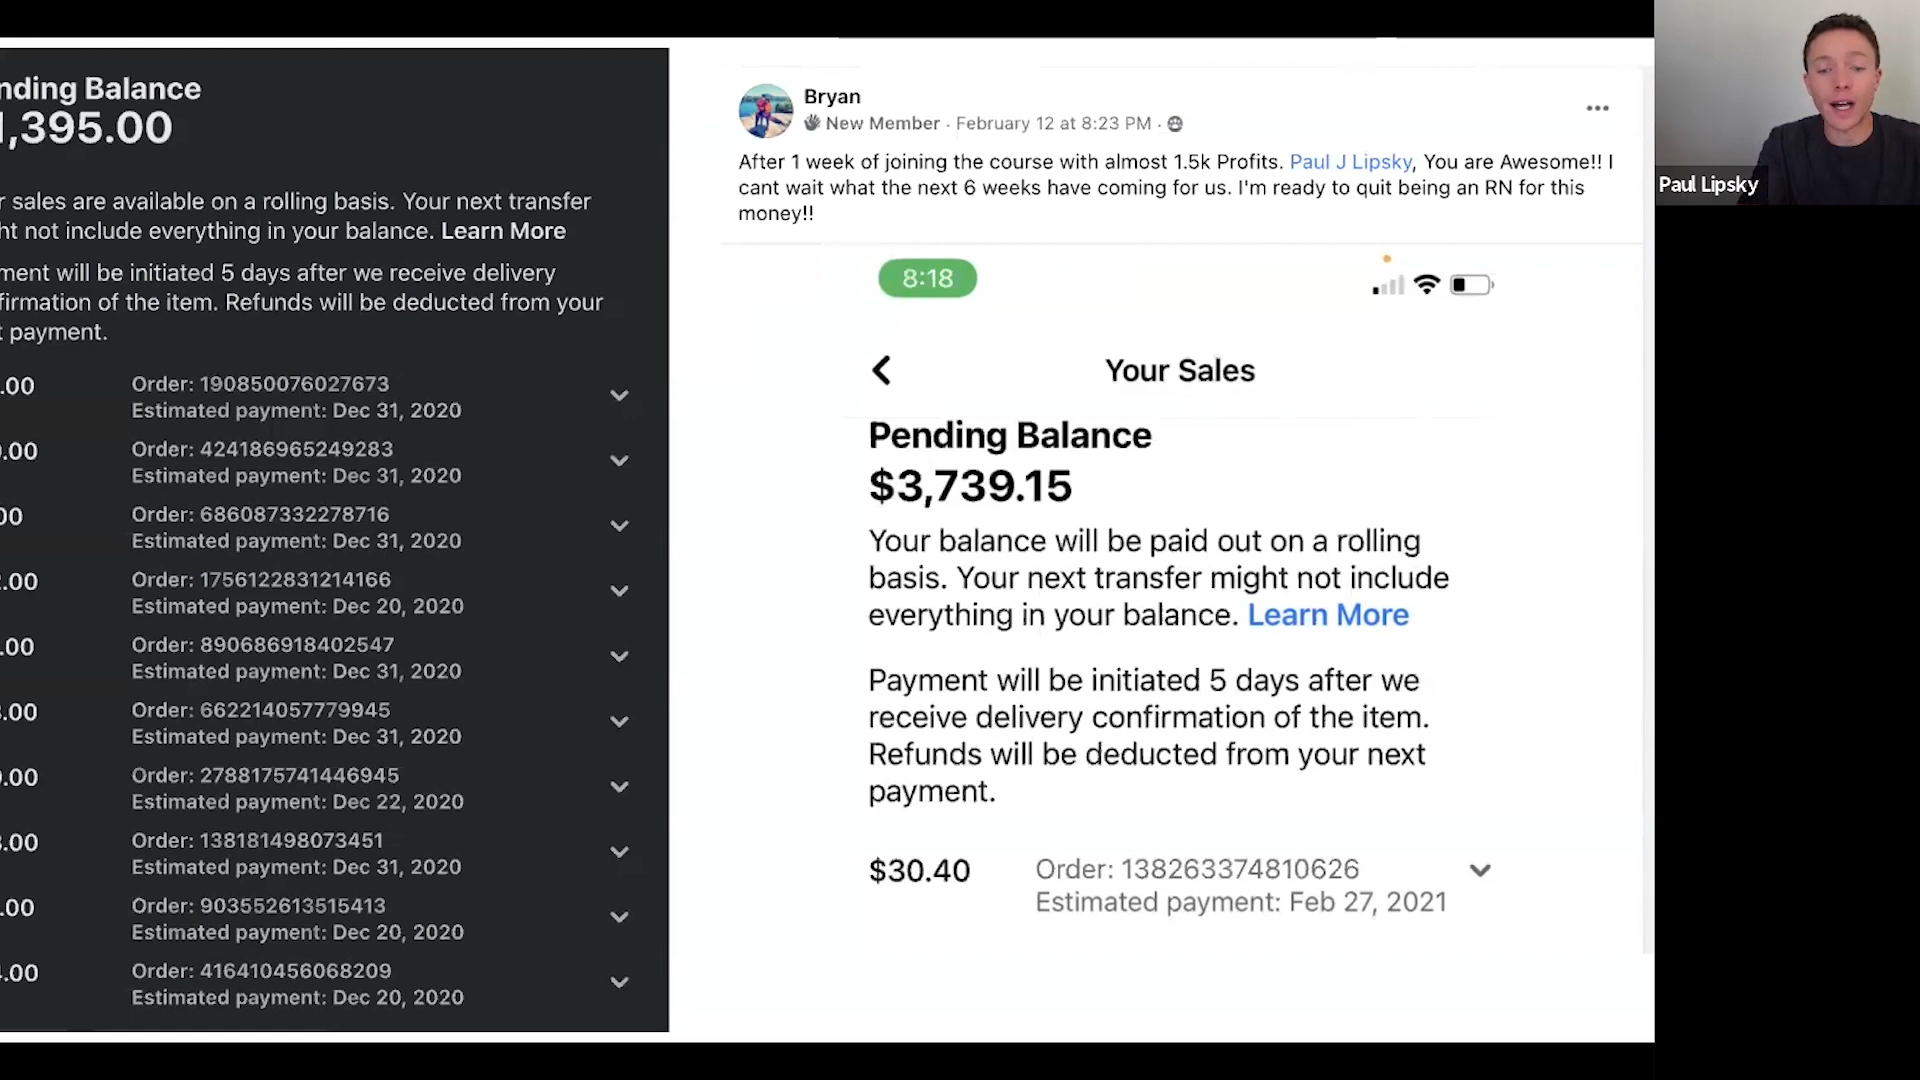 nding Balance
1,395.00
r sales are available on a rolling basis. Your next transfer
ht not include everything in your balance. Learn More
ment will be initiated 5 days after we receive delivery
firmation of the item. Refunds will be deducted from your
t payment.
.00 Order: 190850076027673
Estimated payment: Dec 31, 2020
0.00 Order: 424186965249283
Estimated payment: Dec 31, 2020
00 Order: 686087332278716
Estimated payment: Dec 31, 2020
2.00 Order: 1756122831214166
Estimated payment: Dec 20, 2020
.00 Order: 890686918402547
Estimated payment: Dec 31, 2020
.00 Order: 662214057779945
Estimated payment: Dec 31, 2020
.00 Order: 2788175741446945
Estimated payment: Dec 22, 2020
.00 Order: 138181498073451
Estimated payment: Dec 31, 2020
.00 Order: 903552613515413
Estimated payment: Dec 20, 2020
.00 Order: 416410456068209
Estimated payment: Dec 20, 2020
Bryan
New Member · February 12 at 8:23 PM ·
After 1 week of joining the course with almost 1.5k Profits. Paul J Lipsky, You are Awesome!! I
cant wait what the next 6 weeks have coming for us. I'm ready to quit being an RN for this
money!!
8:18
Your Sales
Pending Balance
$3,739.15
Your balance will be paid out on a rolling
basis. Your next transfer might not include
everything in your balance. Learn More
Payment will be initiated 5 days after we
receive delivery confirmation of the item.
Refunds will be deducted from your next
payment.
$30.40 Order: 138263374810626
Estimated payment: Feb 27, 2021
Paul Lipsky